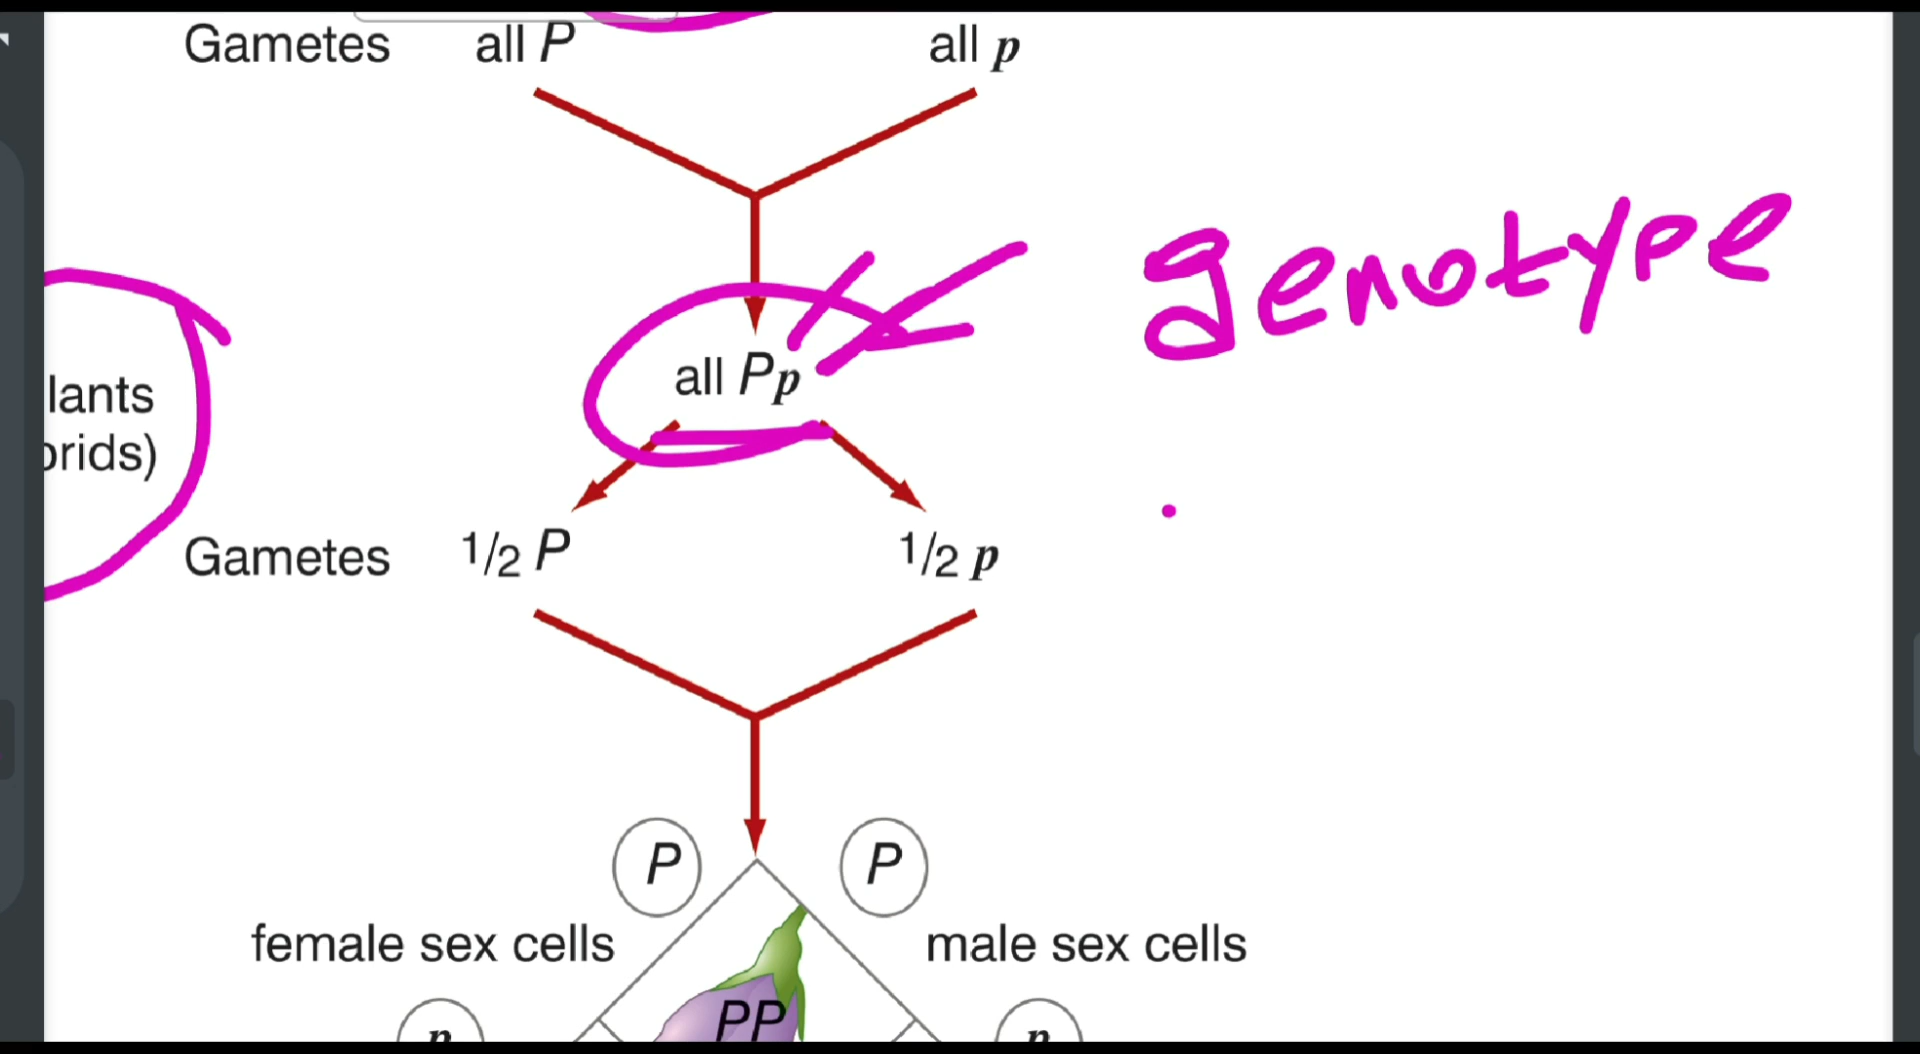 Gametes all P all p
genotype
all Pp
lants
brids)
Gametes 1/2 P 1/2 p
P P
female sex cells male sex cells
p PP p